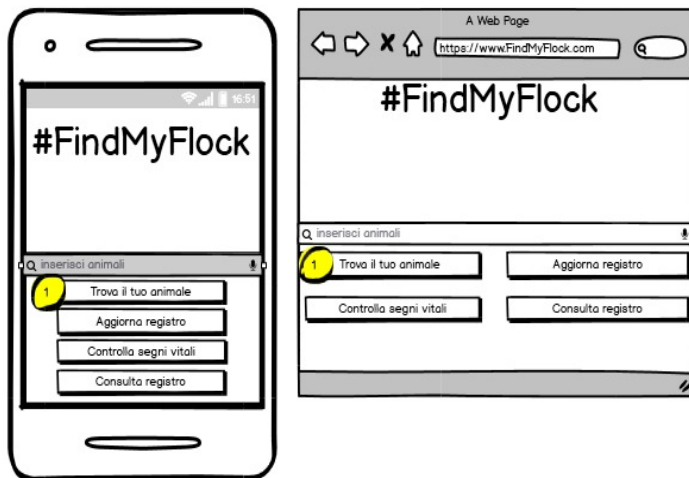 16:51
#FindMyFlock
inserisci animali
1
Trova il tuo animale
Aggiorna registro
Controlla segni vitali
Consulta registro
A Web Page
https://www.FindMyFlock.com
#FindMyFlock
inserisci animali
1
Trova il tuo animale
Aggiorna registro
Controlla segni vitali
Consulta registro